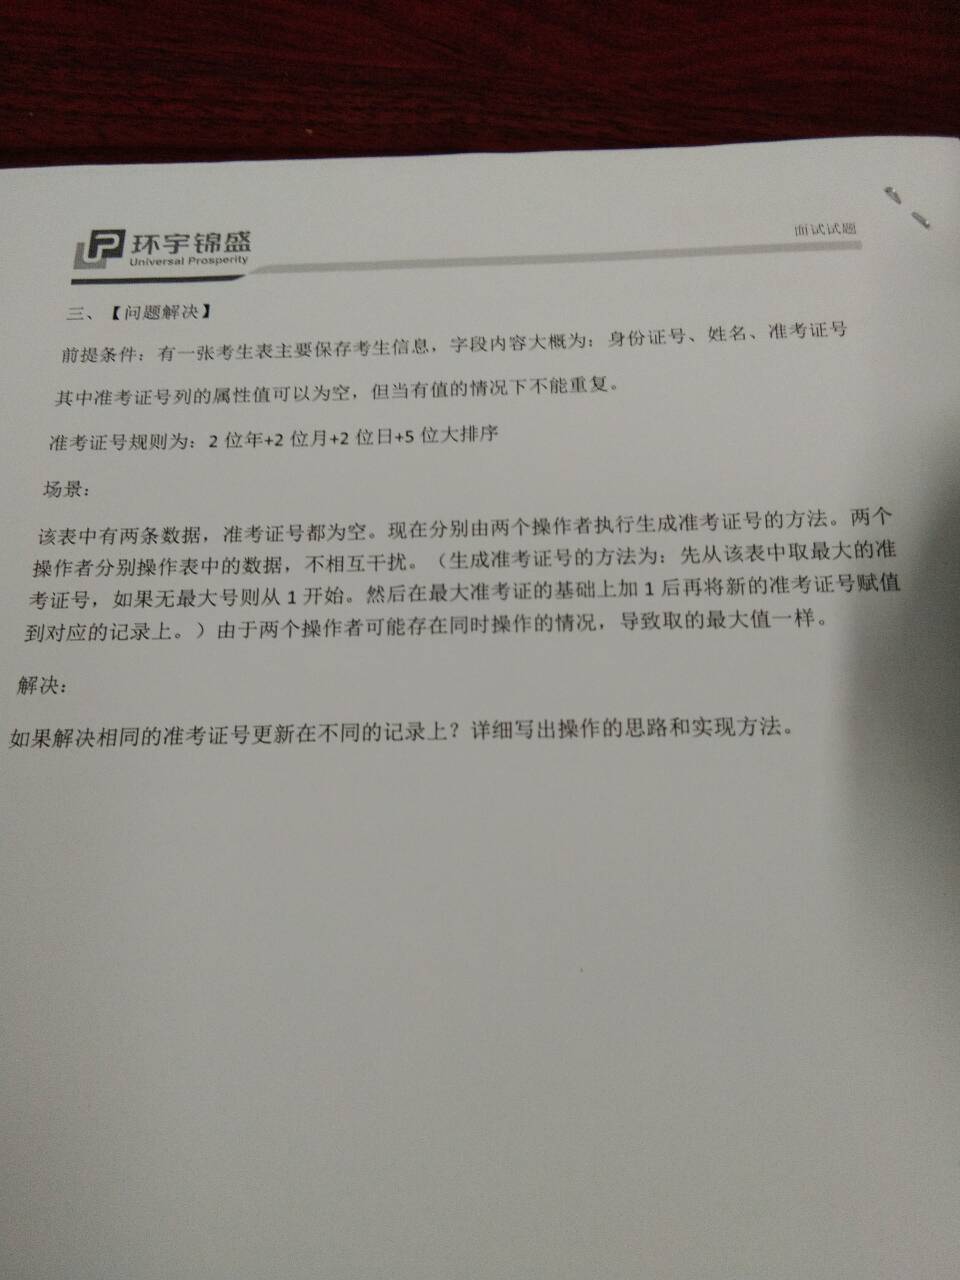 环宇锦盛
Universal Prosperity
面试试题
三、【问题解决】
前提条件：有一张考生表主要保存考生信息，字段内容大概为：身份证号、姓名、准考证号
其中准考证号列的属性值可以为空，但当有值的情况下不能重复。
准考证号规则为：2 位年+2 位月+2 位日+5 位大排序
场景：
该表中有两条数据，准考证号都为空。现在分别由两个操作者执行生成准考证号的方法。两个
操作者分别操作表中的数据，不相互干扰。（生成准考证号的方法为：先从该表中取最大的准
考证号，如果无最大号则从 1 开始。然后在最大准考证的基础上加 1 后再将新的准考证号赋值
到对应的记录上。）由于两个操作者可能存在同时操作的情况，导致取的最大值一样。
解决：
如果解决相同的准考证号更新在不同的记录上？详细写出操作的思路和实现方法。